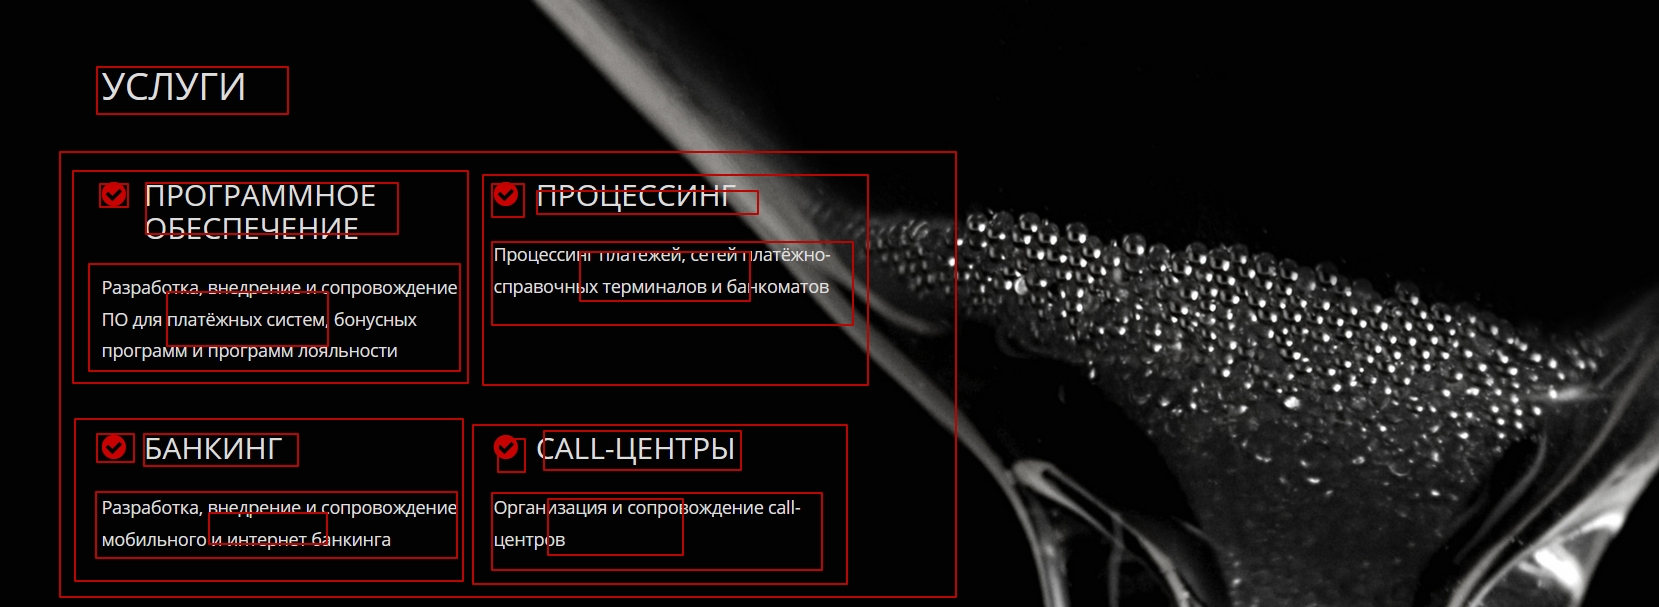 УСЛУГИ
ПРОГРАММНОЕ
ОБЕСПЕЧЕНИЕ
Разработка, внедрение и сопровождение
ПО для платёжных систем, бонусных
программ и программ лояльности
ПРОЦЕССИНГ
Процессинг платежей, сетей платёжно-
справочных терминалов и банкоматов
БАНКИНГ
Разработка, внедрение и сопровождение
мобильного и интернет банкинга
CALL-ЦЕНТРЫ
Организация и сопровождение call-
центров